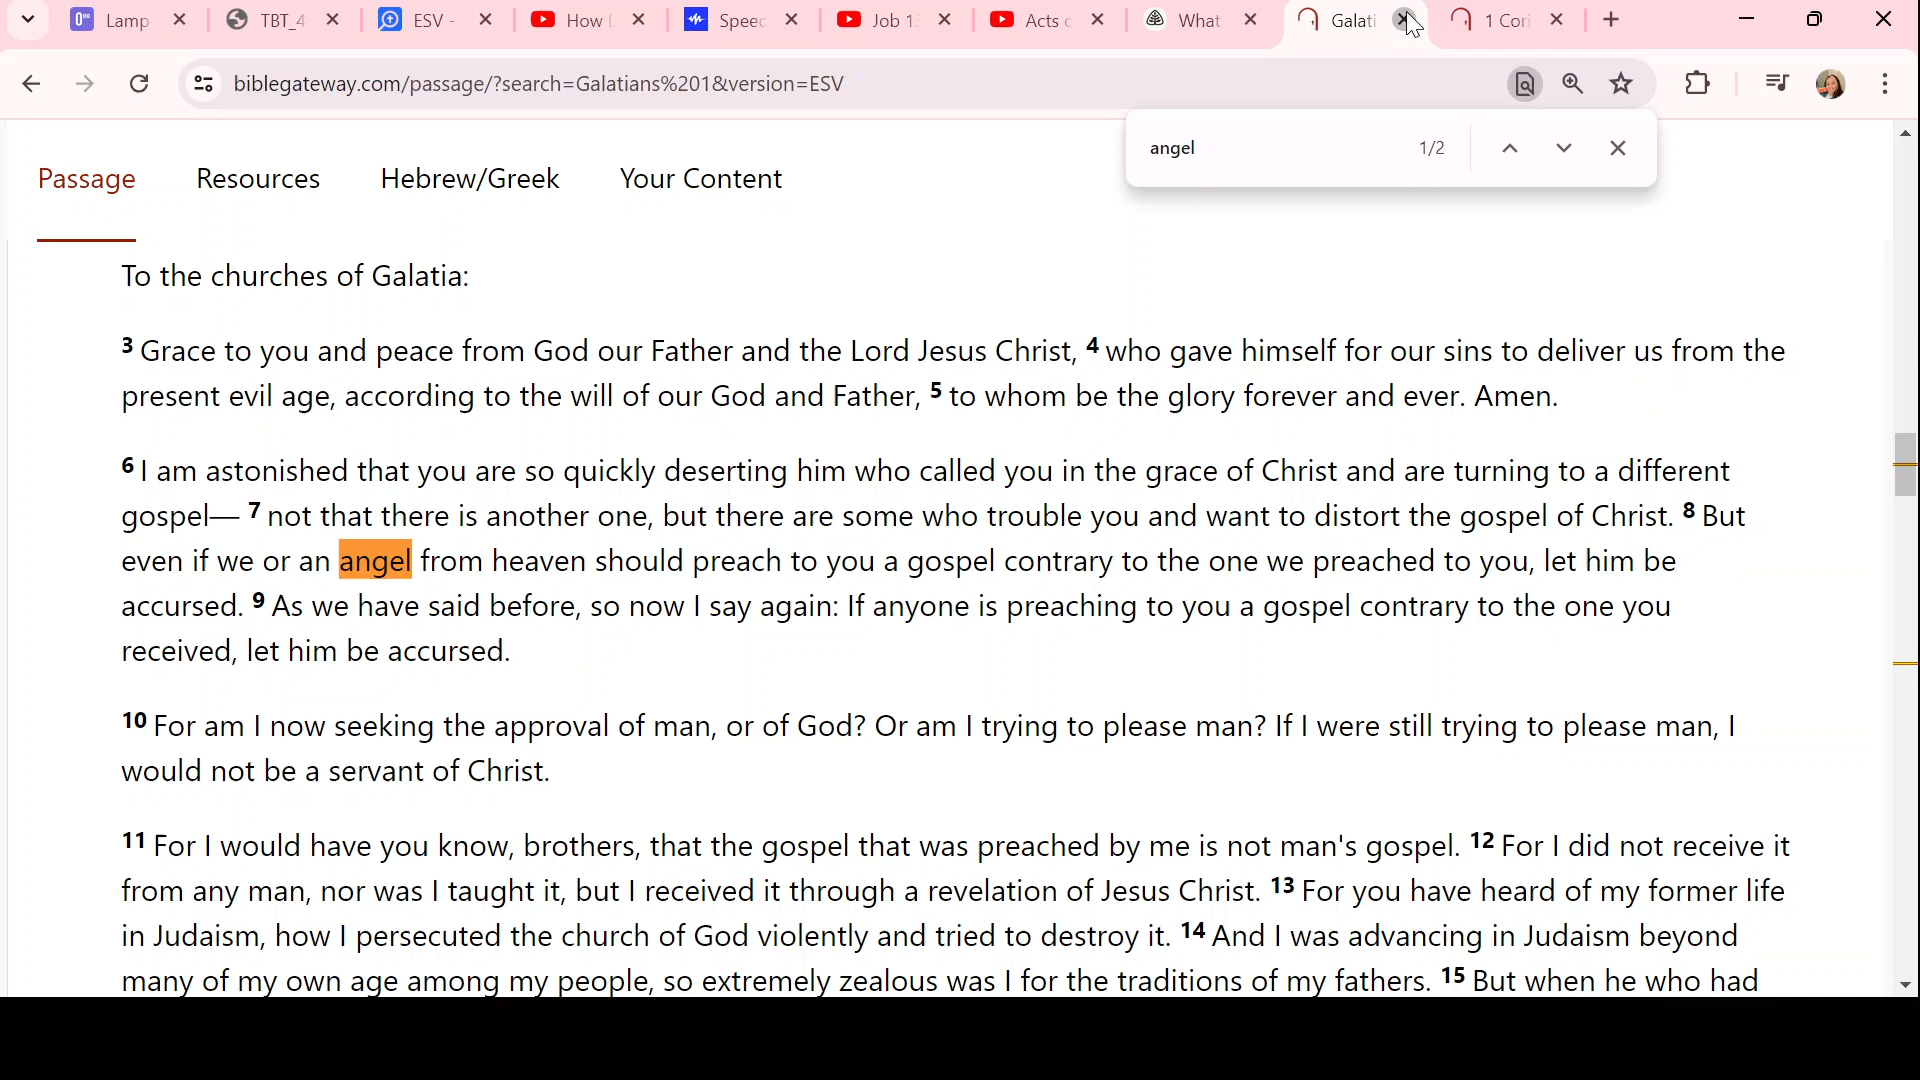 Lamp
TBT_4
ESV -
How
Speec
Job 1
Acts c
What
Galati
1 Cori
biblegateway.com/passage/?search=Galatians%201&version=ESV
angel 1/2
Passage Resources Hebrew/Greek Your Content
To the churches of Galatia:
3 Grace to you and peace from God our Father and the Lord Jesus Christ, 4 who gave himself for our sins to deliver us from the
present evil age, according to the will of our God and Father, 5 to whom be the glory forever and ever. Amen.
6 I am astonished that you are so quickly deserting him who called you in the grace of Christ and are turning to a different
gospel— 7 not that there is another one, but there are some who trouble you and want to distort the gospel of Christ. 8 But
even if we or an angel from heaven should preach to you a gospel contrary to the one we preached to you, let him be
accursed. 9 As we have said before, so now I say again: If anyone is preaching to you a gospel contrary to the one you
received, let him be accursed.
10 For am I now seeking the approval of man, or of God? Or am I trying to please man? If I were still trying to please man, I
would not be a servant of Christ.
11 For I would have you know, brothers, that the gospel that was preached by me is not man's gospel. 12 For I did not receive it
from any man, nor was I taught it, but I received it through a revelation of Jesus Christ. 13 For you have heard of my former life
in Judaism, how I persecuted the church of God violently and tried to destroy it. 14 And I was advancing in Judaism beyond
many of my own age among my people, so extremely zealous was I for the traditions of my fathers. 15 But when he who had